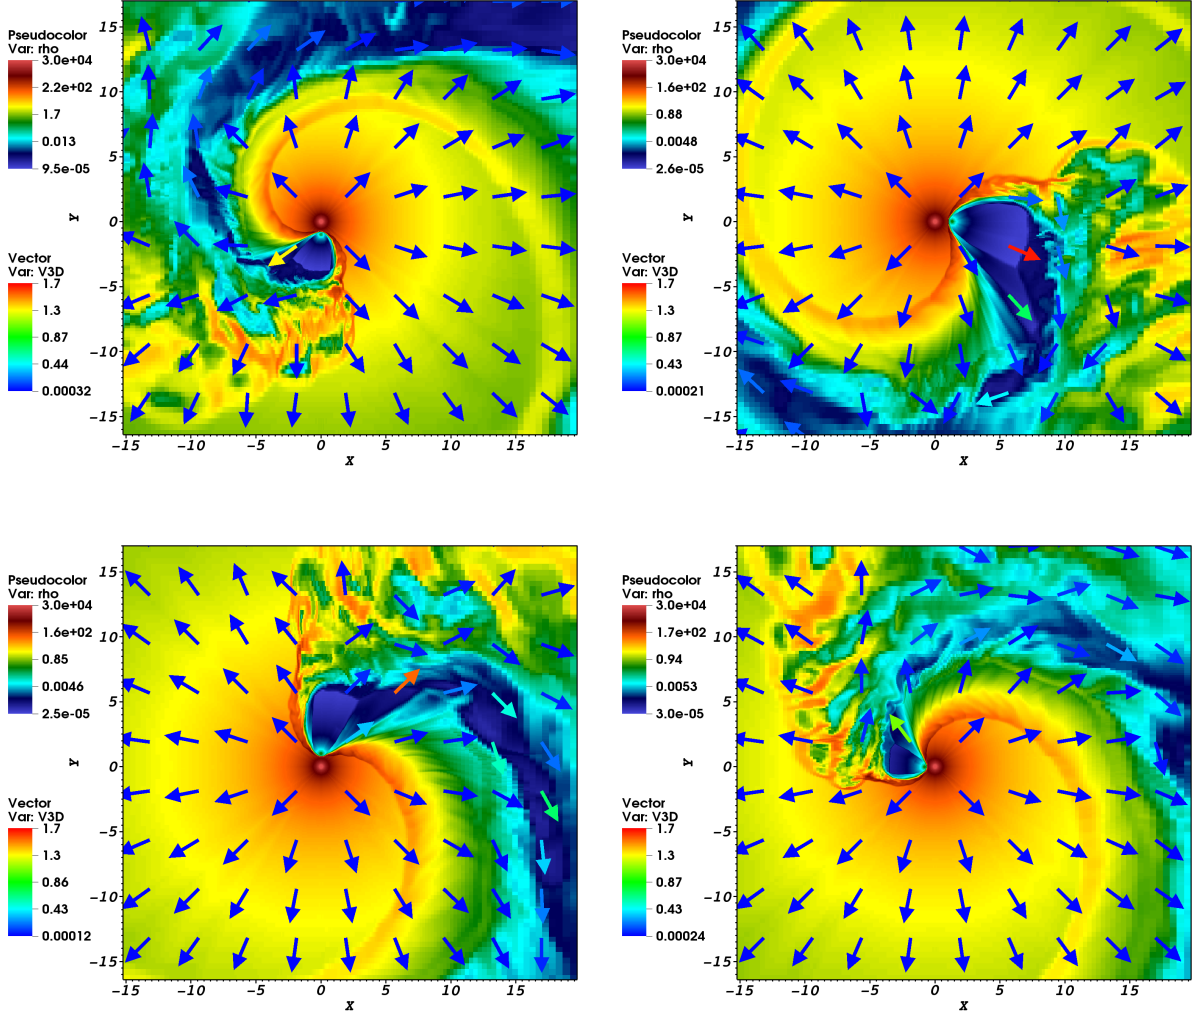 Pseudocolor
Var: rho
3.0e+04
2.2e+02
1.7
0.013
9.5e-05
Vector
Var: V3D
1.7
1.3
0.87
0.44
0.00032
15
10
5
0
−5
−10
−15
Y
−15 −10 −5 0 5 10 15
X
Pseudocolor
Var: rho
3.0e+04
1.6e+02
0.88
0.0048
2.6e-05
Vector
Var: V3D
1.7
1.3
0.87
0.43
0.00021
15
10
5
0
−5
−10
−15
Y
−15 −10 −5 0 5 10 15
X
Pseudocolor
Var: rho
3.0e+04
1.6e+02
0.85
0.0046
2.5e-05
Vector
Var: V3D
1.7
1.3
0.86
0.43
0.00012
15
10
5
0
−5
−10
−15
Y
−15 −10 −5 0 5 10 15
X
Pseudocolor
Var: rho
3.0e+04
1.7e+02
0.94
0.0053
3.0e-05
Vector
Var: V3D
1.7
1.3
0.87
0.43
0.00024
15
10
5
0
−5
−10
−15
Y
−15 −10 −5 0 5 10 15
X